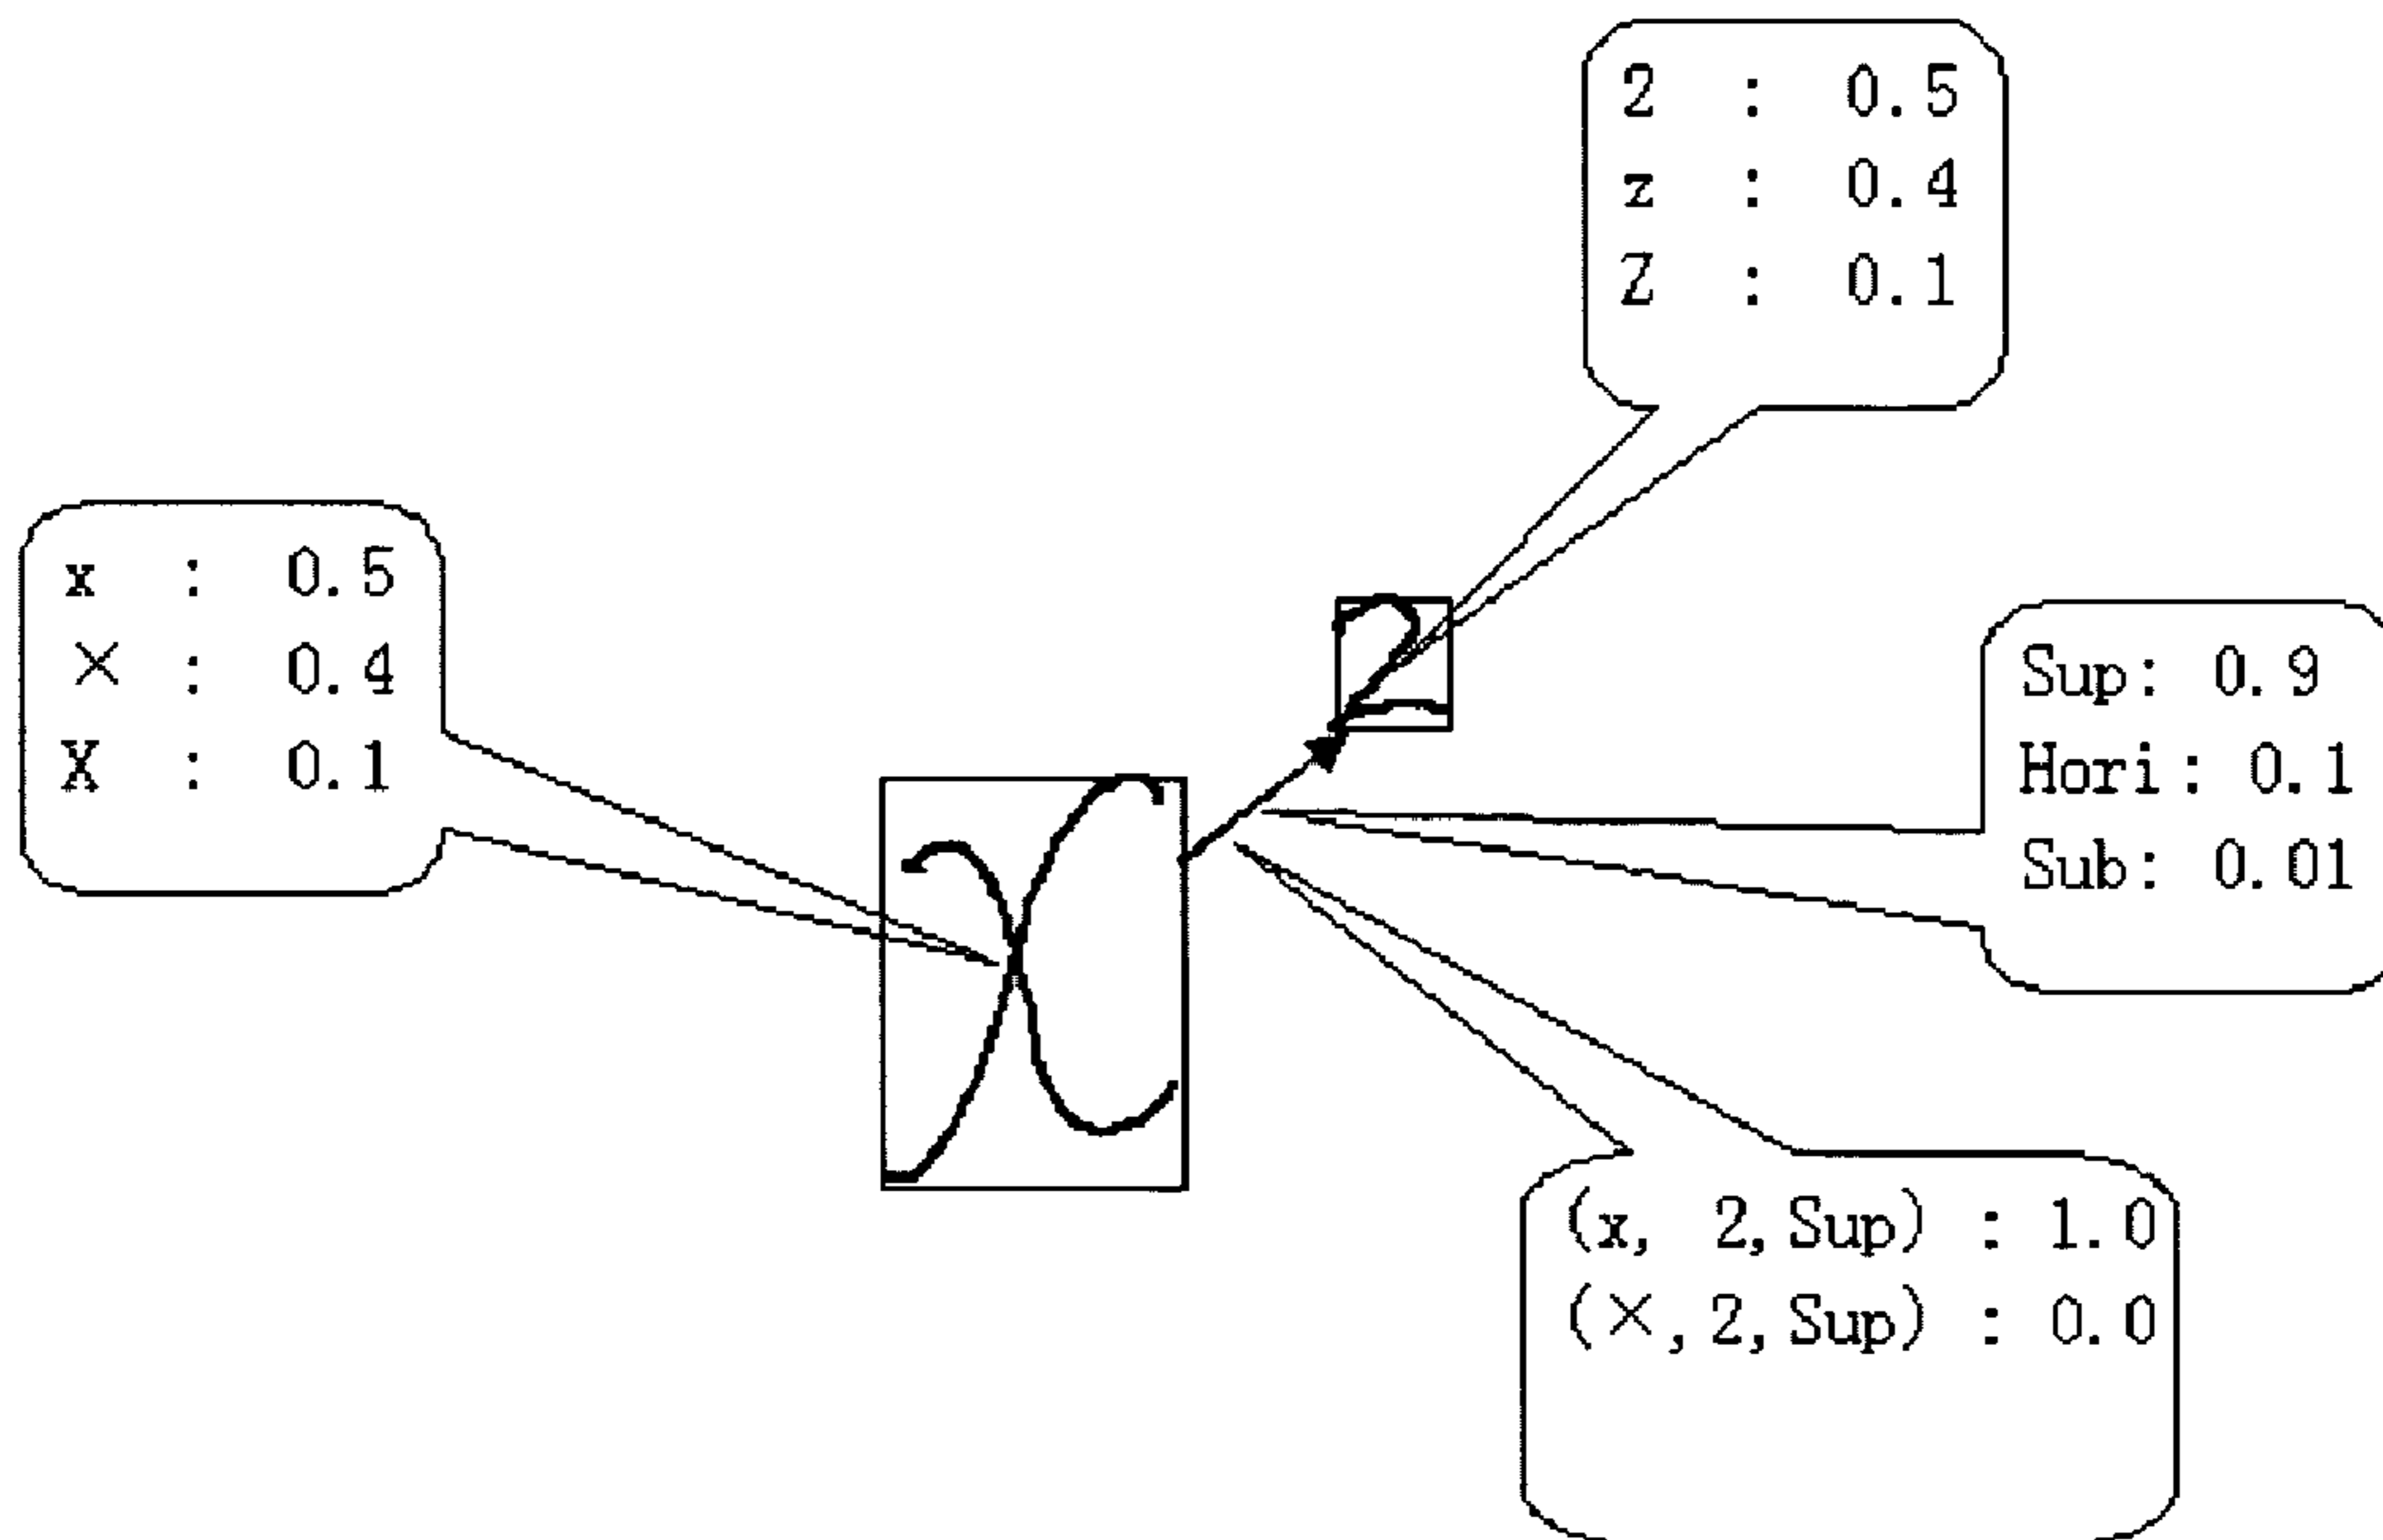 2 : 0.5
z : 0.4
Z : 0.1
x : 0.5
× : 0.4
X : 0.1
2
Sup: 0.9
Hori: 0.1
Sub: 0.01
x
(x, 2,Sup) : 1.0
(×,2,Sup) : 0.0